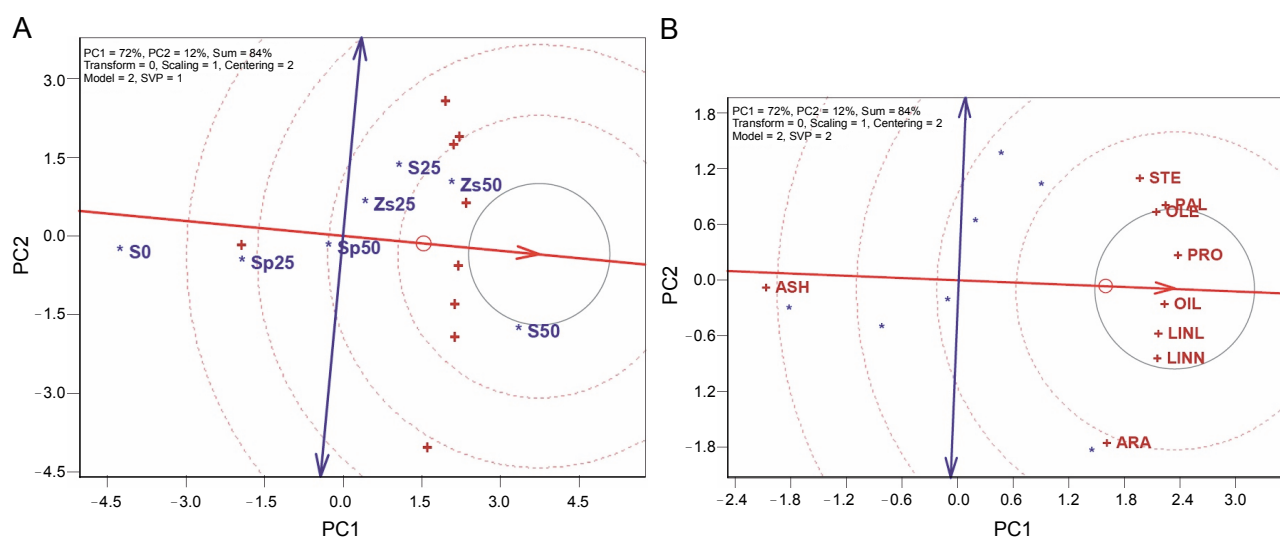 A
PC1 = 72%, PC2 = 12%, Sum = 84%
Transform = 0, Scaling = 1, Centering = 2
Model = 2, SVP = 1
3.0
1.5
0.0
−1.5
−3.0
−4.5
PC2
S25
Zs50
Zs25
Sp50
S0
Sp25
S50
−4.5
−3.0
−1.5
0.0
1.5
3.0
4.5
PC1
B
PC1 = 72%, PC2 = 12%, Sum = 84%
Transform = 0, Scaling = 1, Centering = 2
Model = 2, SVP = 2
1.8
1.2
0.6
0.0
−0.6
1.2
−1.8
PC2
STE
PAL
OLE
PRO
ASH
OIL
LINL
LINN
ARA
−2.4
−1.8
−1.2
−0.6
0.0
0.6
1.2
1.8
2.4
3.0
PC1